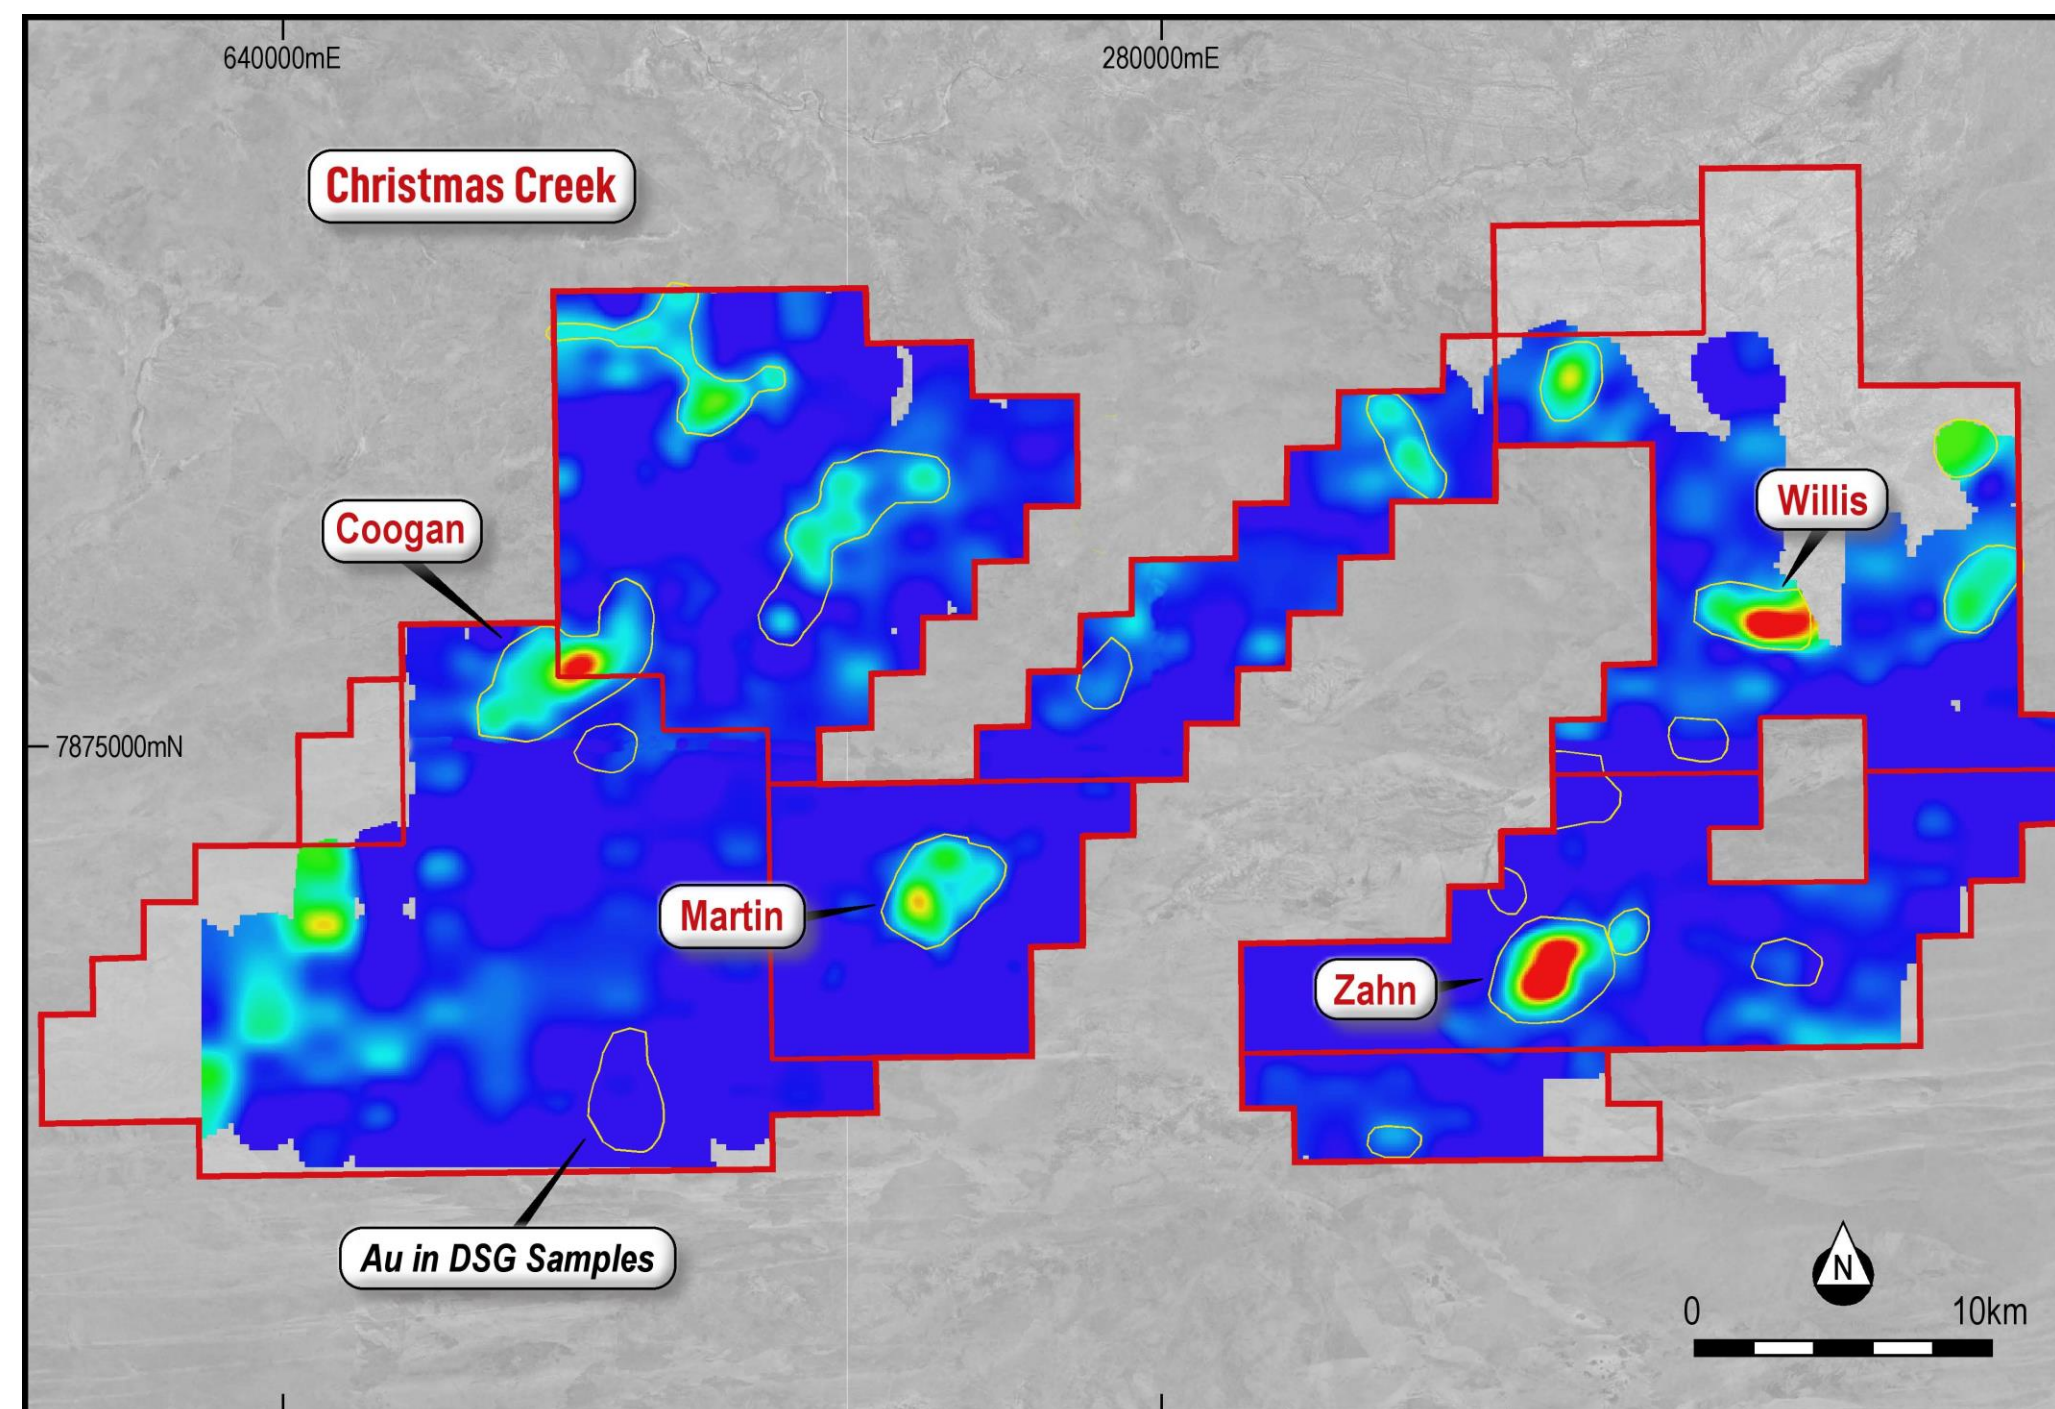 640000mE
280000mE
Christmas Creek
Coogan
Willis
7875000mN
Martin
Zahn
Au in DSG Samples
N
0
10km